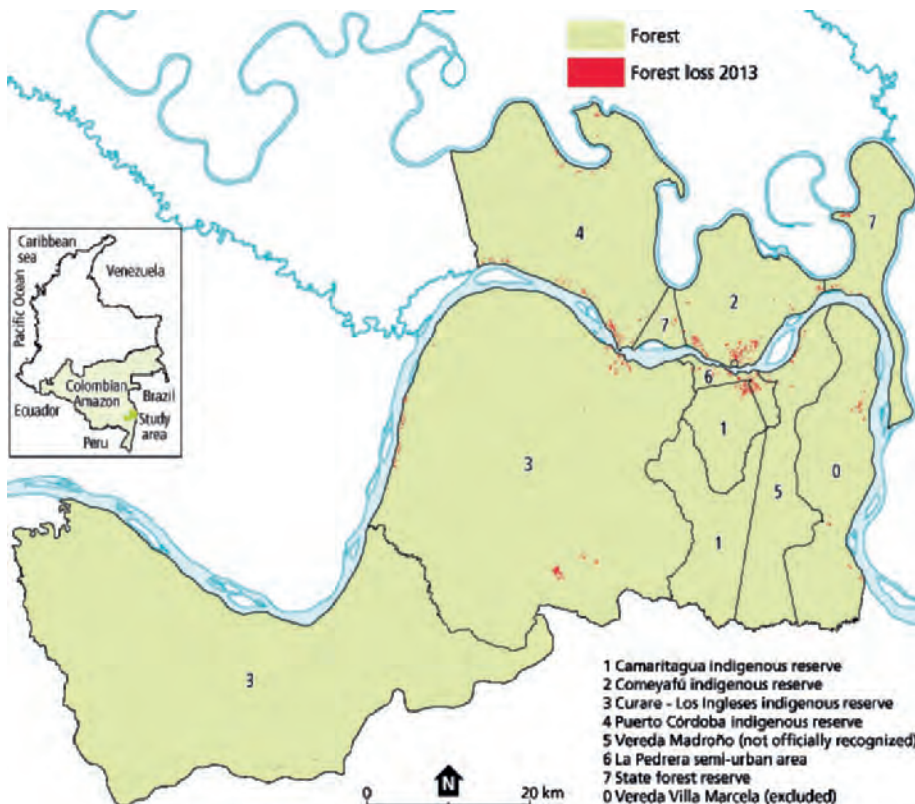 Forest
Forest loss 2013
4
7
2
7
6
1
3
0
5
1
3
Caribbean
sea
Venezuela
Pacific Ocean
Colombian
Amazon
Brazil
Ecuador
Study
area
Peru
1 Camaritagua indigenous reserve
2 Comeyafú indigenous reserve
3 Curare - Los Ingleses indigenous reserve
4 Puerto Córdoba indigenous reserve
5 Vereda Madroño (not officially recognized)
6 La Pedrera semi-urban area
7 State forest reserve
0 Vereda Villa Marcela (excluded)
N
0 20 km